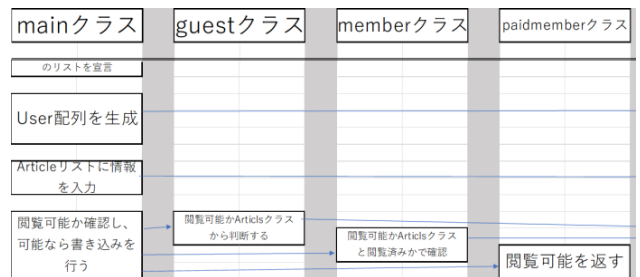 mainクラス
guestクラス
memberクラス
paidmemberクラス
のリストを宣言
User配列を生成
Articleリストに情報
を入力
閲覧可能か確認し、
可能なら書き込みを
行う
閲覧可能かArticlsクラス
から判断する
閲覧可能かArticlsクラス
と閲覧済みかで確認
閲覧可能を返す